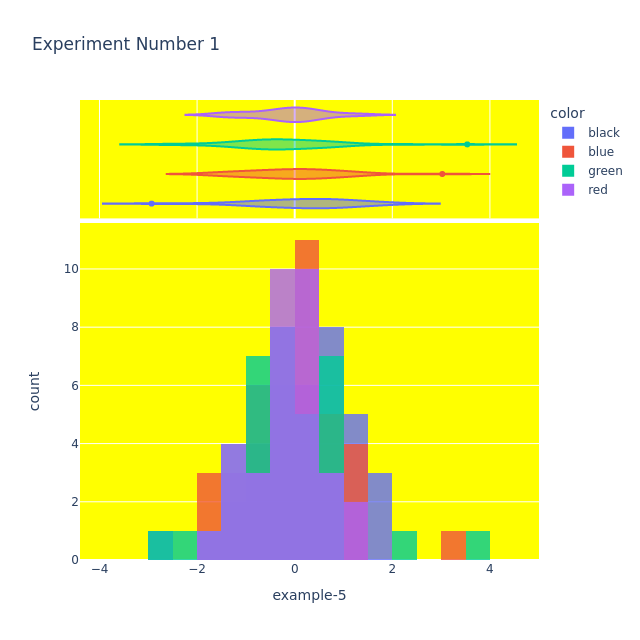 Experiment Number 1
color
black
blue
green
red
10
8
6
4
2
0
count
−4
−2
0
2
4
example-5